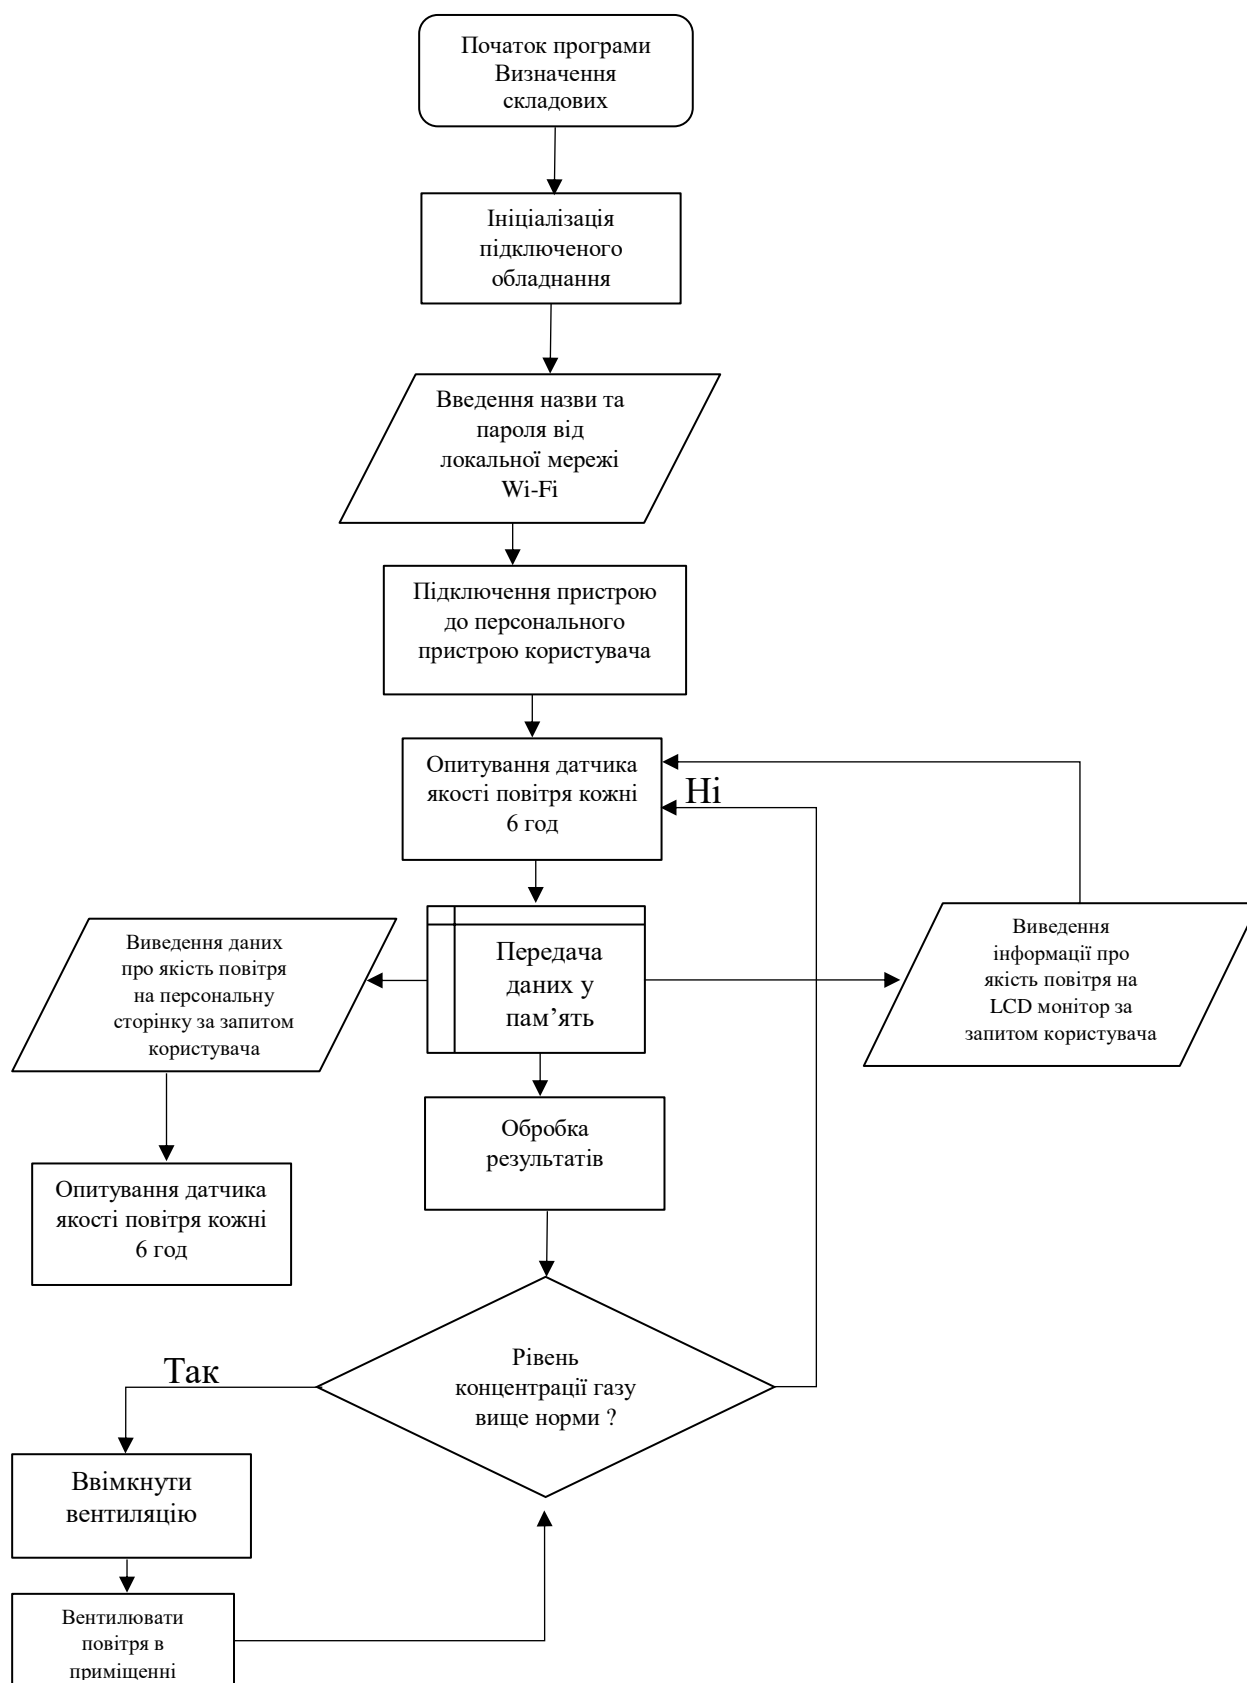 Початок програми
Визначення
складових
Ініціалізація
підключеного
обладнання
Введення назви та
пароля від
локальної мережі
Wi-Fi
Підключення пристрою
до персонального
пристрою користувача
Опитування датчика
якості повітря кожні
6 год
Ні
Виведення даних
про якість повітря
на персональну
сторінку за запитом
користувача
Передача
даних у
пам’ять
Виведення
інформації про
якість повітря на
LCD монітор за
запитом користувача
Обробка
результатів
Опитування датчика
якості повітря кожні
6 год
Рівень
концентрації газу
вище норми ?
Так
Ввімкнути
вентиляцію
Вентилювати
повітря в
приміщенні